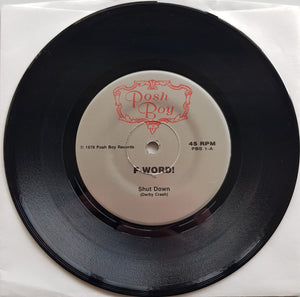 Posh
Boy
℗ 1978 Posh Boy Records
45 RPM
PBS 1-A
F WORD!
Shut Down
(Darby Crash)